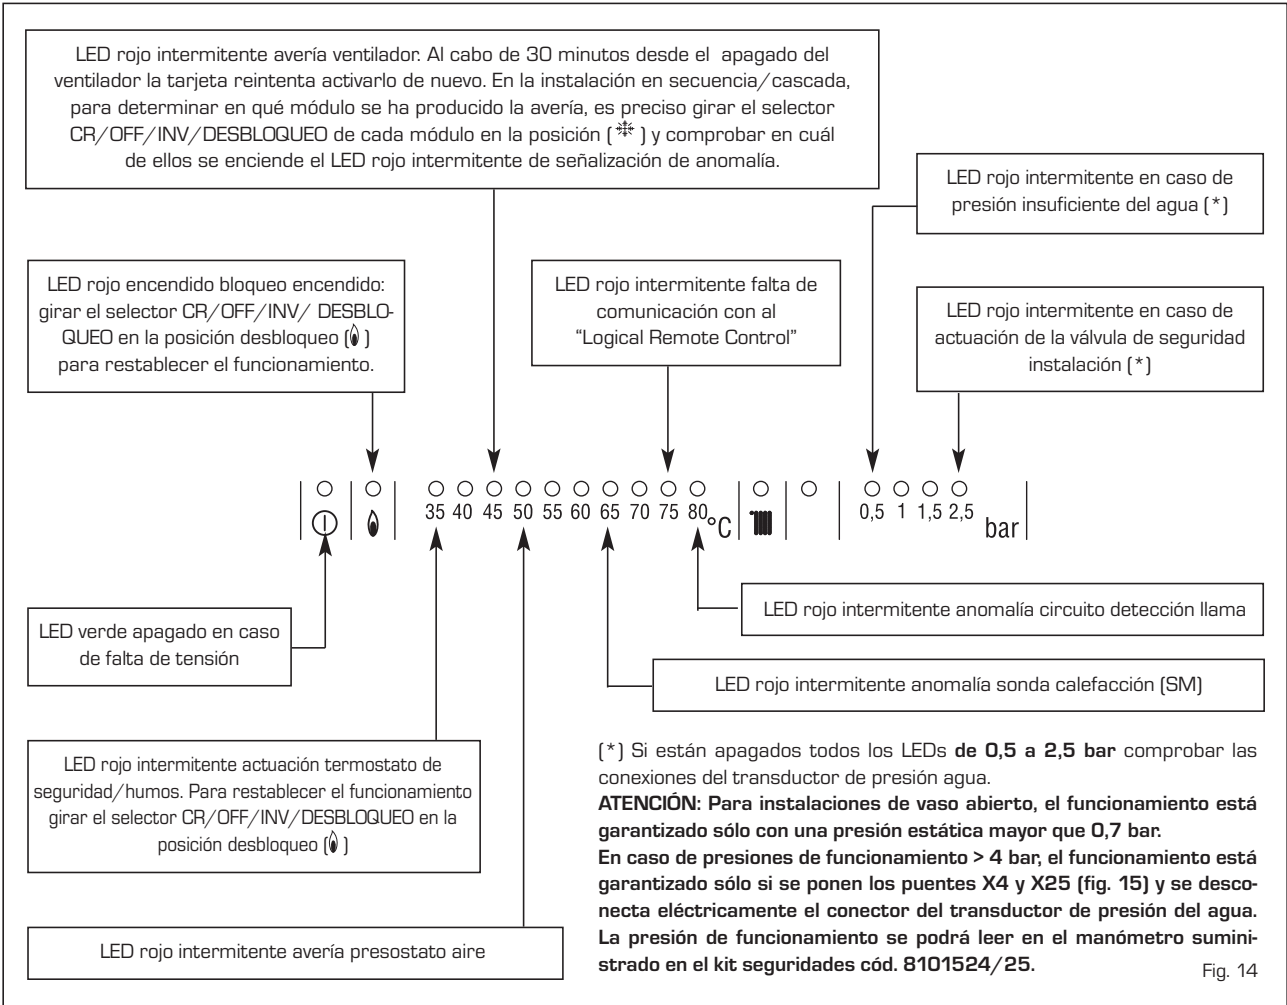 LED rojo intermitente avería ventilador. Al cabo de 30 minutos desde el apagado del
ventilador la tarjeta reintenta activarlo de nuevo. En la instalación en secuencia/cascada,
para determinar en qué módulo se ha producido la avería, es preciso girar el selector
CR/OFF/INV/DESBLOQUEO de cada módulo en la posición ( ) y comprobar en cuál
de ellos se enciende el LED rojo intermitente de señalización de anomalía.
LED rojo intermitente en caso de
presión insuficiente del agua (*)
LED rojo encendido bloqueo encendido:
girar el selector CR/OFF/INV/ DESBLO-
QUEO en la posición desbloqueo ( )
para restablecer el funcionamiento.
LED rojo intermitente falta de
comunicación con al
“Logical Remote Control”
LED rojo intermitente en caso de
actuación de la válvula de seguridad
instalación (*)
35 40 45 50 55 60 65 70 75 80 °C
0,5 1 1,5 2,5 bar
LED rojo intermitente anomalía circuito detección llama
LED verde apagado en caso
de falta de tensión
LED rojo intermitente anomalía sonda calefacción (SM)
LED rojo intermitente actuación termostato de
seguridad/humos. Para restablecer el funcionamiento
girar el selector CR/OFF/INV/DESBLOQUEO en la
posición desbloqueo ( )
LED rojo intermitente avería presostato aire
(*) Si están apagados todos los LEDs de 0,5 a 2,5 bar comprobar las
conexiones del transductor de presión agua.
ATENCIÓN: Para instalaciones de vaso abierto, el funcionamiento está
garantizado sólo con una presión estática mayor que 0,7 bar.
En caso de presiones de funcionamiento > 4 bar, el funcionamiento está
garantizado sólo si se ponen los puentes X4 y X25 (fig. 15) y se desco-
necta eléctricamente el conector del transductor de presión del agua.
La presión de funcionamiento se podrá leer en el manómetro sumini-
strado en el kit seguridades cód. 8101524/25.
Fig. 14